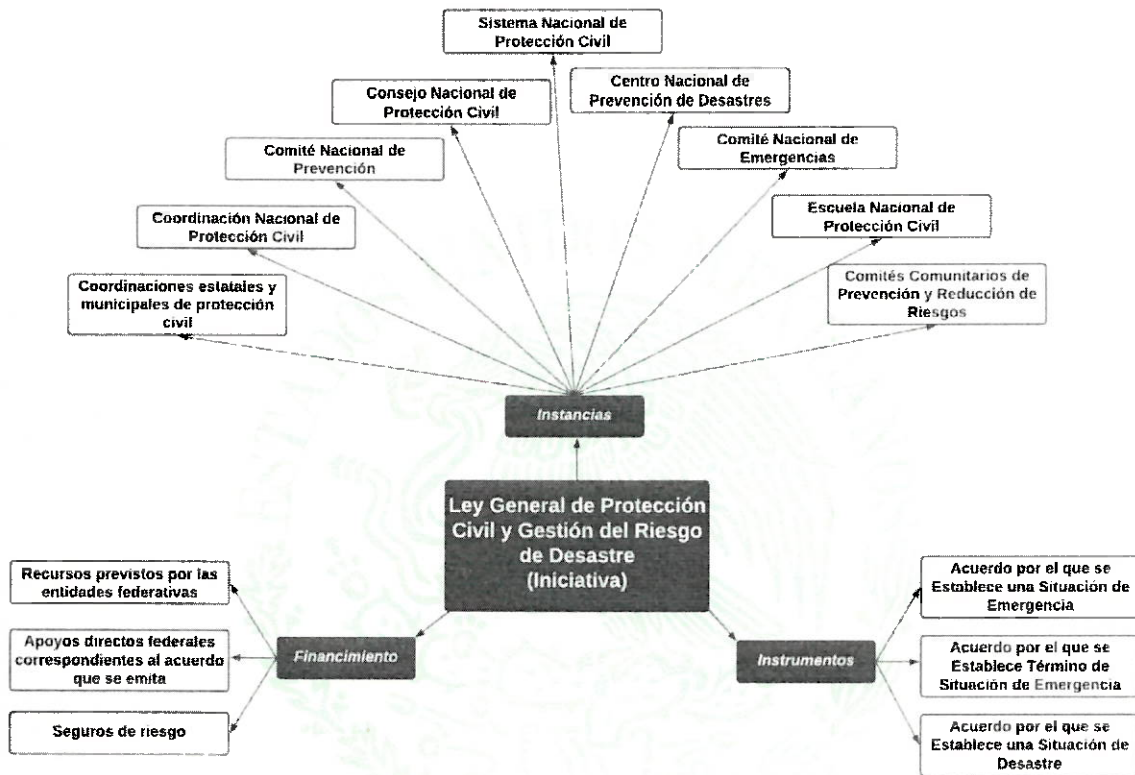 Sistema Nacional de
Protección Civil
Consejo Nacional de
Protección Civil
Centro Nacional de
Prevención de Desastres
Comité Nacional de
Prevención
Comité Nacional de
Emergencias
Coordinación Nacional de
Protección Civil
Escuela Nacional de
Protección Civil
Coordinaciones estatales y
municipales de protección
civil
Comités Comunitarios de
Prevención y Reducción de
Riesgos
Instancias
Ley General de Protección
Civil y Gestión del Riesgo
de Desastre
(Iniciativa)
Financimiento
Recursos previstos por las
entidades federativas
Apoyos directos federales
correspondientes al acuerdo
que se emita
Seguros de riesgo
Instrumentos
Acuerdo por el que se
Establece una Situación de
Emergencia
Acuerdo por el que se
Establece Término de
Situación de Emergencia
Acuerdo por el que se
Establece una Situación de
Desastre